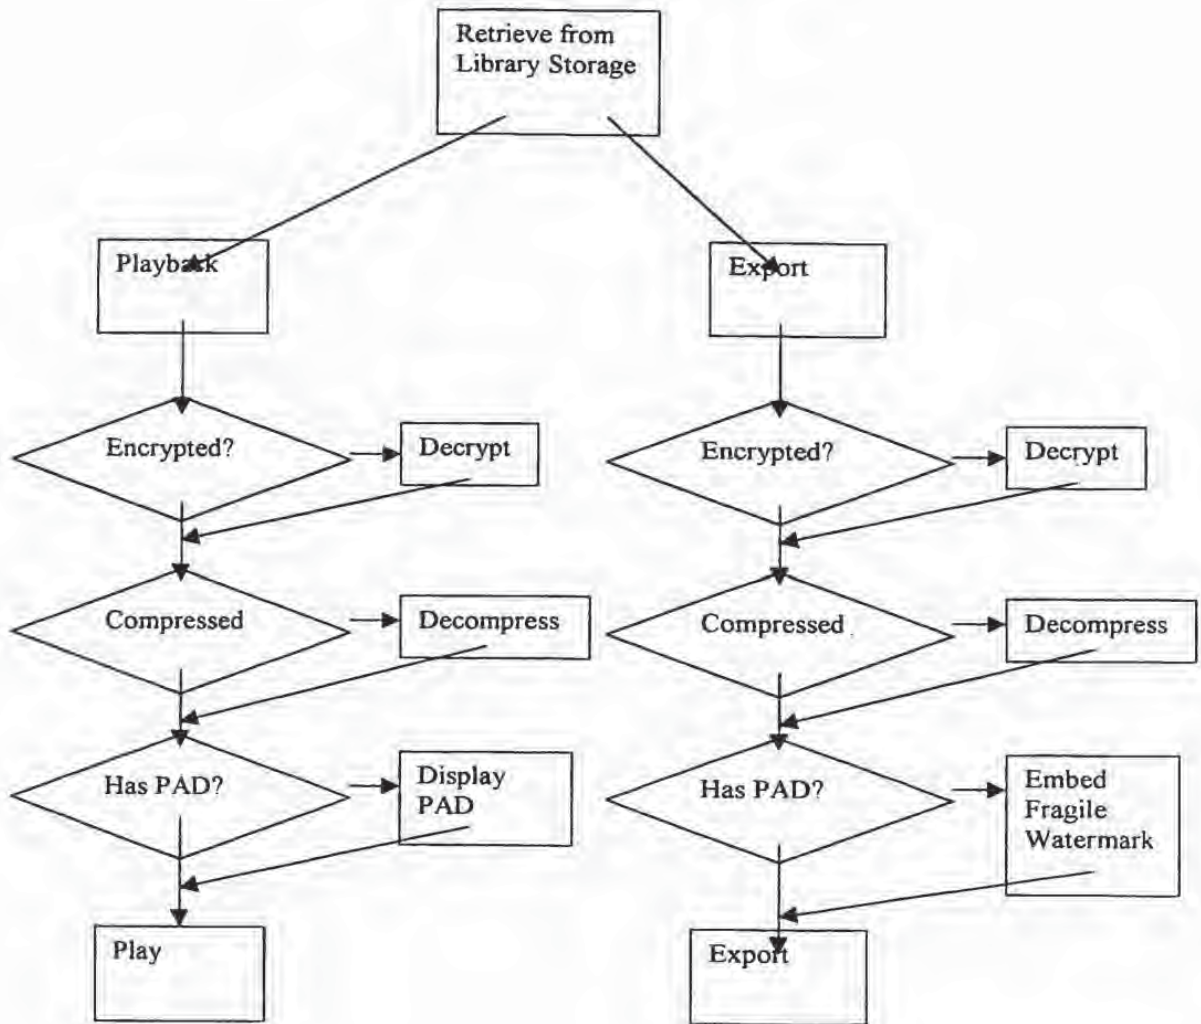 Retrieve from
Library Storage
Playback
Export
Encrypted?
Decrypt
Encrypted?
Decrypt
Compressed
Decompress
Compressed
Decompress
Has PAD?
Display
PAD
Has PAD?
Embed
Fragile
Watermark
Play
Export